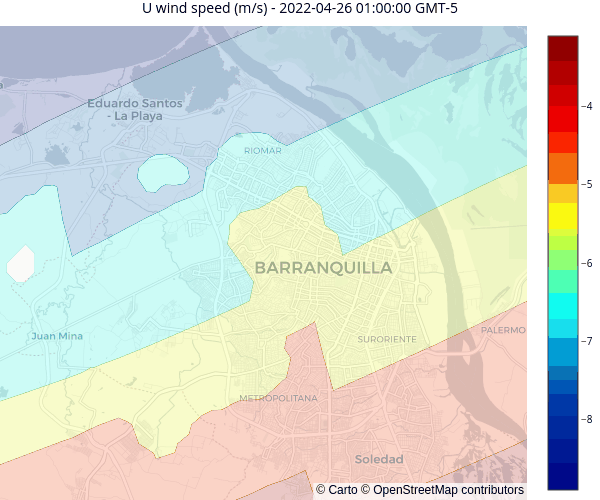 U wind speed (m/s) - 2022-04-26 01:00:00 GMT-5
Eduardo Santos
- La Playa
RIOMAR
BARRANQUILLA
Juan Mina
SURORIENTE
PALERMO
METROPOLITANA
Soledad
© Carto © OpenStreetMap contributors
−4
−5
−6
−7
−8